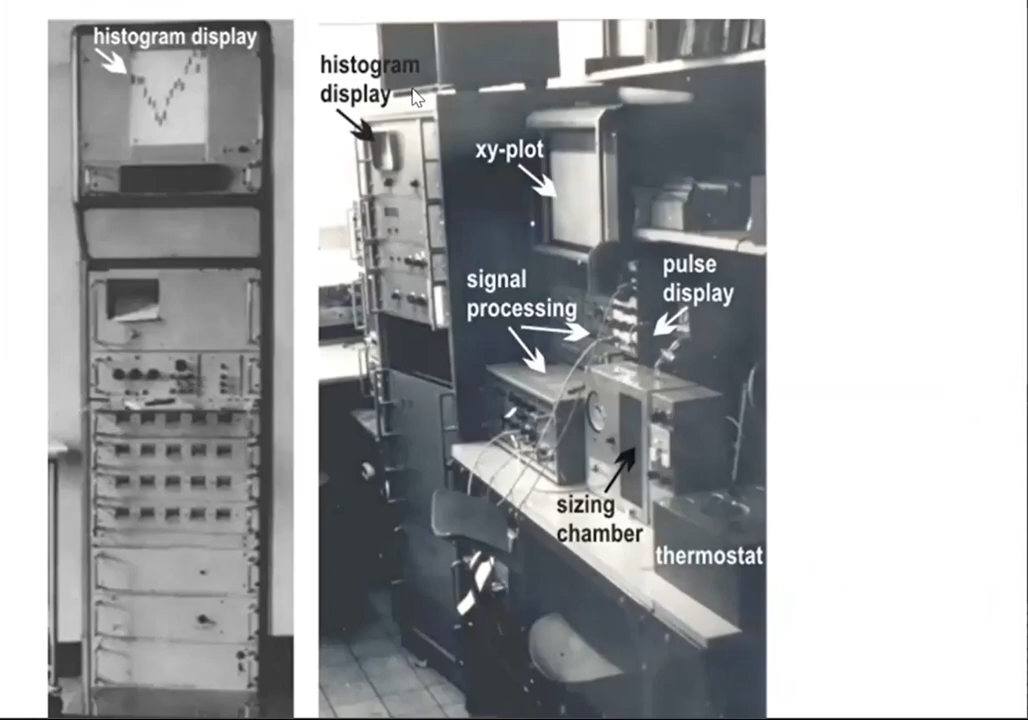 histogram display
histogram
display
xy-plot
signal
processing
pulse
display
sizing
chamber
thermostat